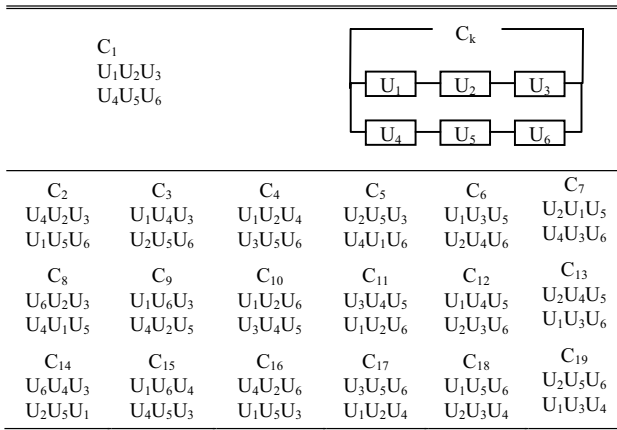 C₁
U₁U₂U₃
U₄U₅U₆
Cₖ
U₁ U₂ U₃
U₄ U₅ U₆
C₂ C₃ C₄ C₅ C₆ C₇
U₄U₂U₃ U₁U₄U₃ U₁U₂U₄ U₂U₅U₃ U₁U₃U₅ U₂U₁U₅
U₁U₅U₆ U₂U₅U₆ U₃U₅U₆ U₄U₁U₆ U₂U₄U₆ U₄U₃U₆
C₈ C₉ C₁₀ C₁₁ C₁₂ C₁₃
U₆U₂U₃ U₁U₆U₃ U₁U₂U₆ U₃U₄U₅ U₁U₄U₅ U₂U₄U₅
U₄U₁U₅ U₄U₂U₅ U₃U₄U₅ U₁U₂U₆ U₂U₃U₆ U₁U₃U₆
C₁₄ C₁₅ C₁₆ C₁₇ C₁₈ C₁₉
U₆U₄U₃ U₁U₆U₄ U₄U₂U₆ U₃U₅U₆ U₁U₅U₆ U₂U₅U₆
U₂U₅U₁ U₄U₅U₃ U₁U₅U₃ U₁U₂U₄ U₂U₃U₄ U₁U₃U₄